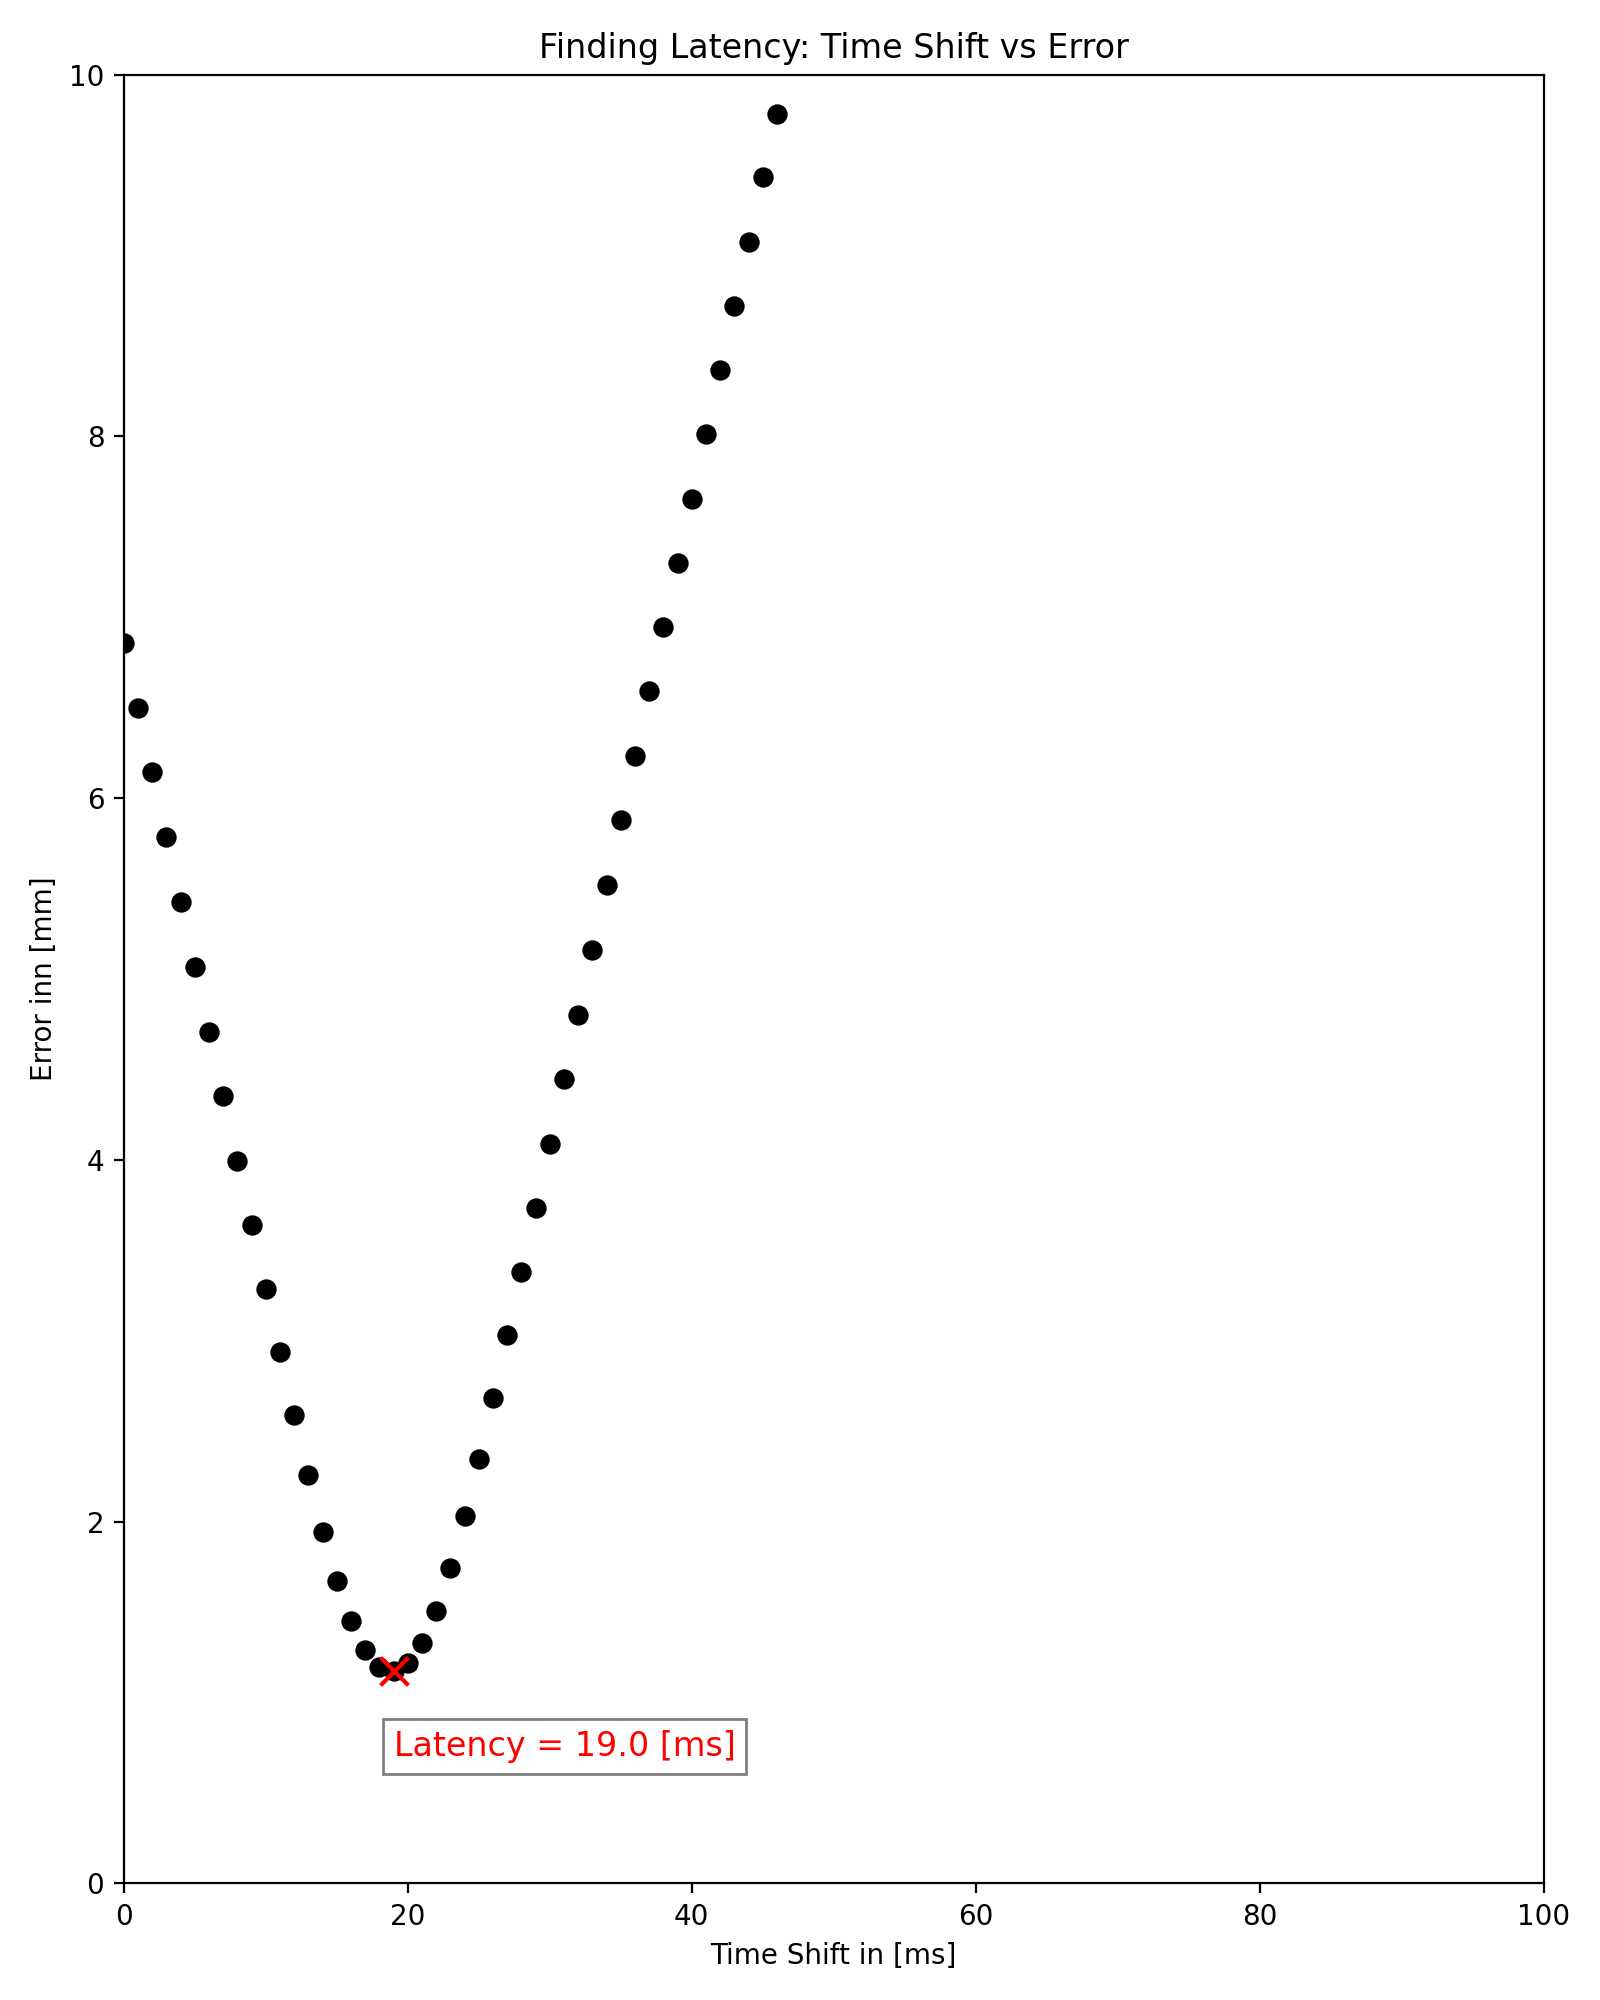 Finding Latency: Time Shift vs Error
10
8
6
4
2
0
Error inn [mm]
Latency = 19.0 [ms]
0 20 40 60 80 100
Time Shift in [ms]